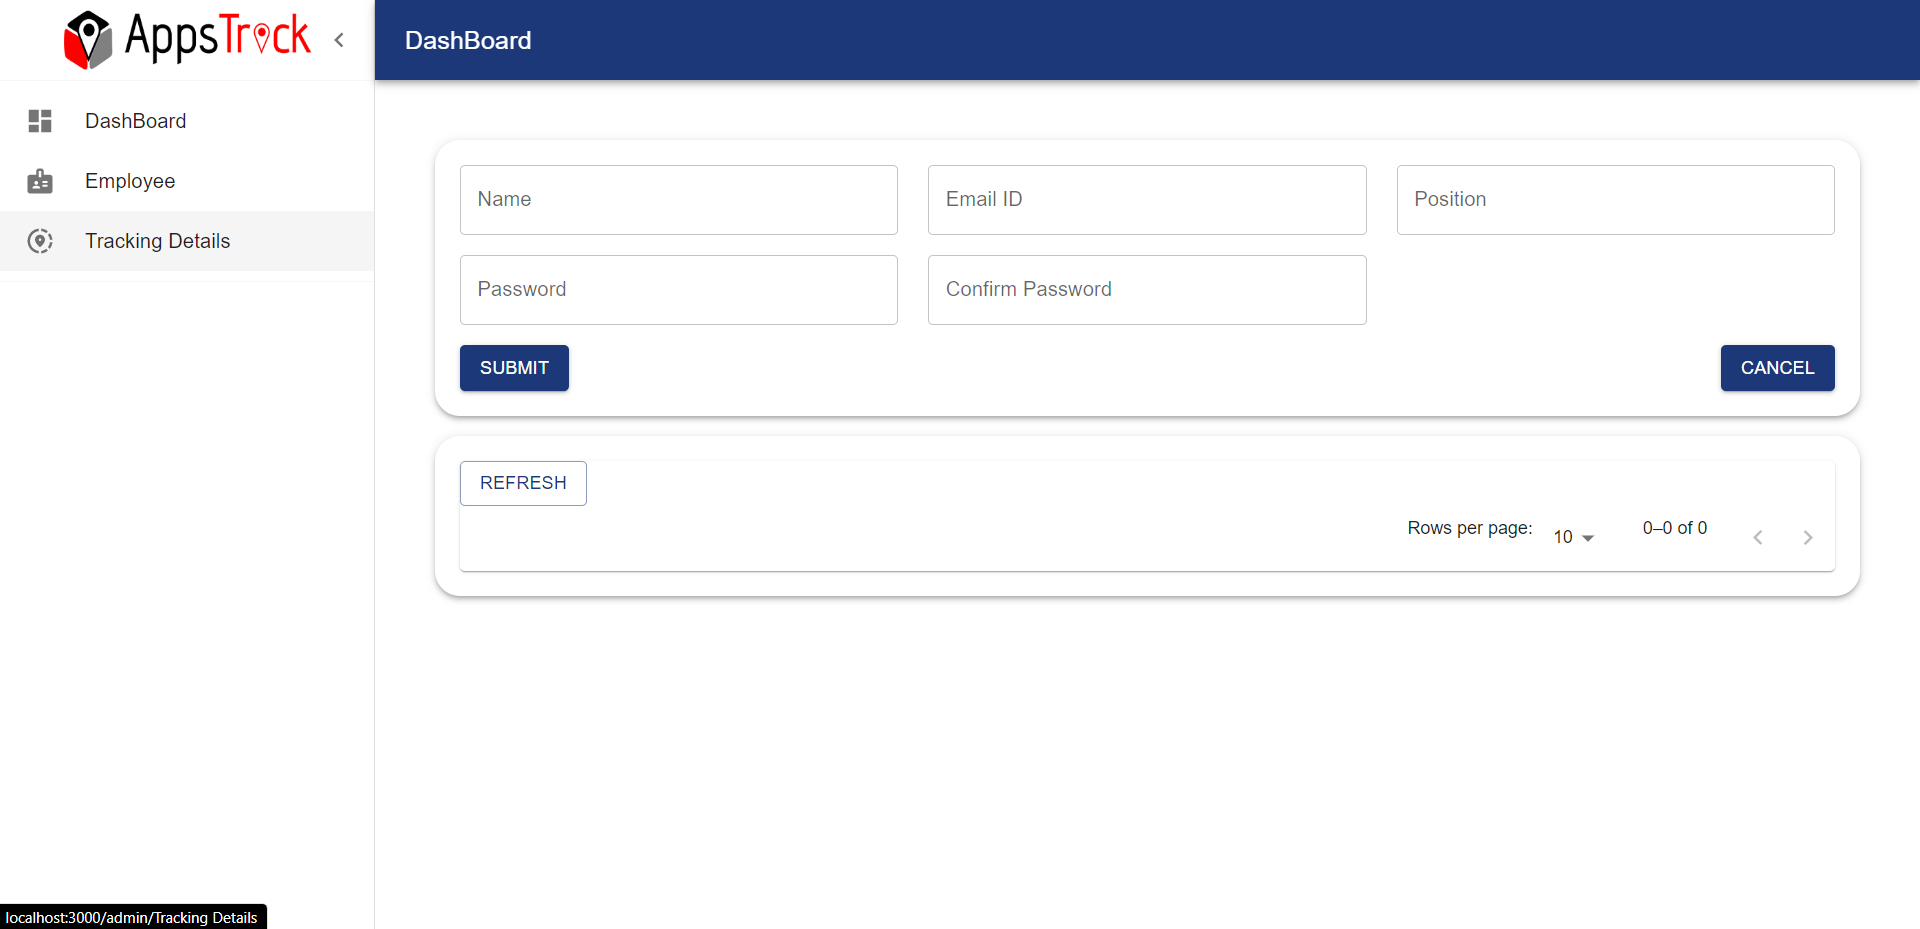 AppsTrack
DashBoard
DashBoard
Employee
Tracking Details
Name
Email ID
Position
Password
Confirm Password
SUBMIT
CANCEL
REFRESH
Rows per page:
10
0–0 of 0
localhost:3000/admin/Tracking Details